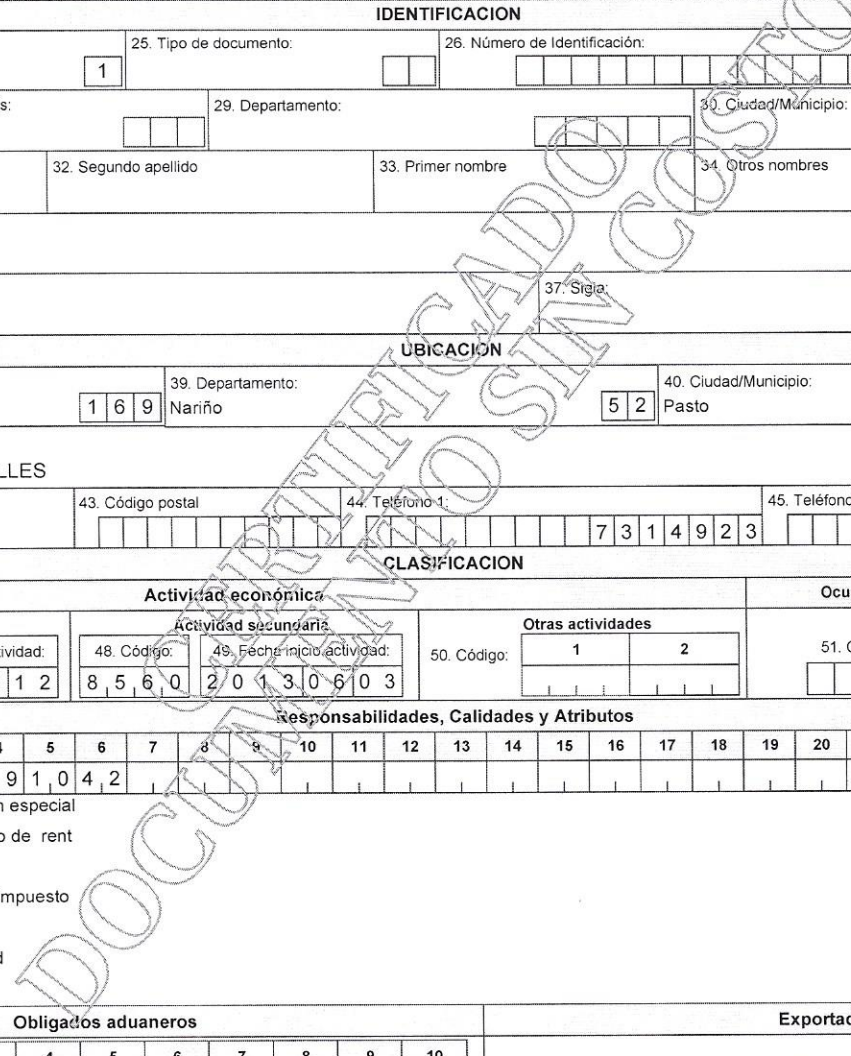 IDENTIFICACION
25. Tipo de documento: 26. Número de Identificación:
1
s: 29. Departamento: 30. Ciudad/Municipio:
32. Segundo apellido 33. Primer nombre 34. Otros nombres
37. Sigla:
UBICACION
39. Departamento: 40. Ciudad/Municipio:
1 6 9 Nariño 5 2 Pasto
LLES
43. Código postal 44. Teléfono 1: 45. Teléfono
7 3 1 4 9 2 3
CLASIFICACION
Actividad económica Ocu
Actividad secundaria Otras actividades
ividad: 48. Código: 49. Fecha inicio actividad: 50. Código: 1 2 51. C
1 2 8 5 6 0 2 0 1 3 0 6 0 3
Responsabilidades, Calidades y Atributos
4 5 6 7 8 9 10 11 12 13 14 15 16 17 18 19 20
9 1 0 4 2
n especial
o de rent
mpuesto
d
Obligados aduaneros Exportad
4 5 6 7 8 9 10
CERTIFICADO
DOCUMENTO SIN COSTO